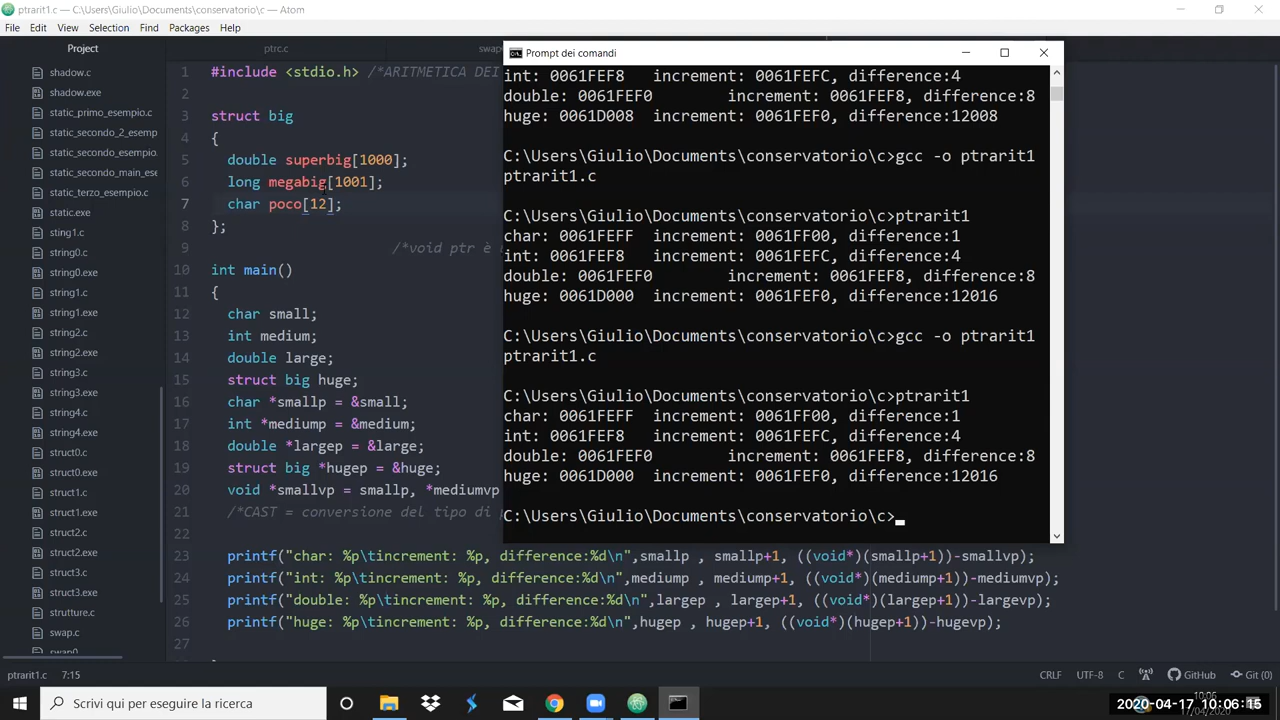 ptrarit1.c — C:\Users\Giulio\Documents\conservatorio\c — Atom
File Edit View Selection Find Packages Help
Project
shadow.c
shadow.exe
static_primo_esempio.c
static_secondo_2_esempio
static_secondo_esempio.
static_secondo_main_ese
static_terzo_esempio.c
static.exe
sting1.c
string0.c
string0.exe
string1.c
string1.exe
string2.c
string2.exe
string3.c
string3.exe
string4.c
string4.exe
struct0.c
struct0.exe
struct1.c
struct1.exe
struct2.c
struct2.exe
struct3.c
struct3.exe
strutture.c
swap.c
swap0
ptrc.c
swap
1 #include <stdio.h> /*ARITMETICA DEI
2
3 struct big
4 {
5 double superbig[1000];
6 long megabig[1001];
7 char poco[12];
8 };
9 /*void ptr è
10 int main()
11 {
12 char small;
13 int medium;
14 double large;
15 struct big huge;
16 char *smallp = &small;
17 int *mediump = &medium;
18 double *largep = &large;
19 struct big *hugep = &huge;
20 void *smallvp = smallp, *mediumvp
21 /*CAST = conversione del tipo di
23 printf("char: %p\tincrement: %p, difference:%d\n",smallp , smallp+1, ((void*)(smallp+1))-smallvp);
24 printf("int: %p\tincrement: %p, difference:%d\n",mediump , mediump+1, ((void*)(mediump+1))-mediumvp);
25 printf("double: %p\tincrement: %p, difference:%d\n",largep , largep+1, ((void*)(largep+1))-largevp);
26 printf("huge: %p\tincrement: %p, difference:%d\n",hugep , hugep+1, ((void*)(hugep+1))-hugevp);
27
Prompt dei comandi
int: 0061FEF8 increment: 0061FEFC, difference:4
double: 0061FEF0 increment: 0061FEF8, difference:8
huge: 0061D008 increment: 0061FEF0, difference:12008
C:\Users\Giulio\Documents\conservatorio\c>gcc -o ptrarit1
ptrarit1.c
C:\Users\Giulio\Documents\conservatorio\c>ptrarit1
char: 0061FEFF increment: 0061FF00, difference:1
int: 0061FEF8 increment: 0061FEFC, difference:4
double: 0061FEF0 increment: 0061FEF8, difference:8
huge: 0061D000 increment: 0061FEF0, difference:12016
C:\Users\Giulio\Documents\conservatorio\c>gcc -o ptrarit1
ptrarit1.c
C:\Users\Giulio\Documents\conservatorio\c>ptrarit1
char: 0061FEFF increment: 0061FF00, difference:1
int: 0061FEF8 increment: 0061FEFC, difference:4
double: 0061FEF0 increment: 0061FEF8, difference:8
huge: 0061D000 increment: 0061FEF0, difference:12016
C:\Users\Giulio\Documents\conservatorio\c>
ptrarit1.c 7:15 CRLF UTF-8 C GitHub Git (0)
Scrivi qui per eseguire la ricerca
10:06
17/04/2020
2020-04-17 10:06:15